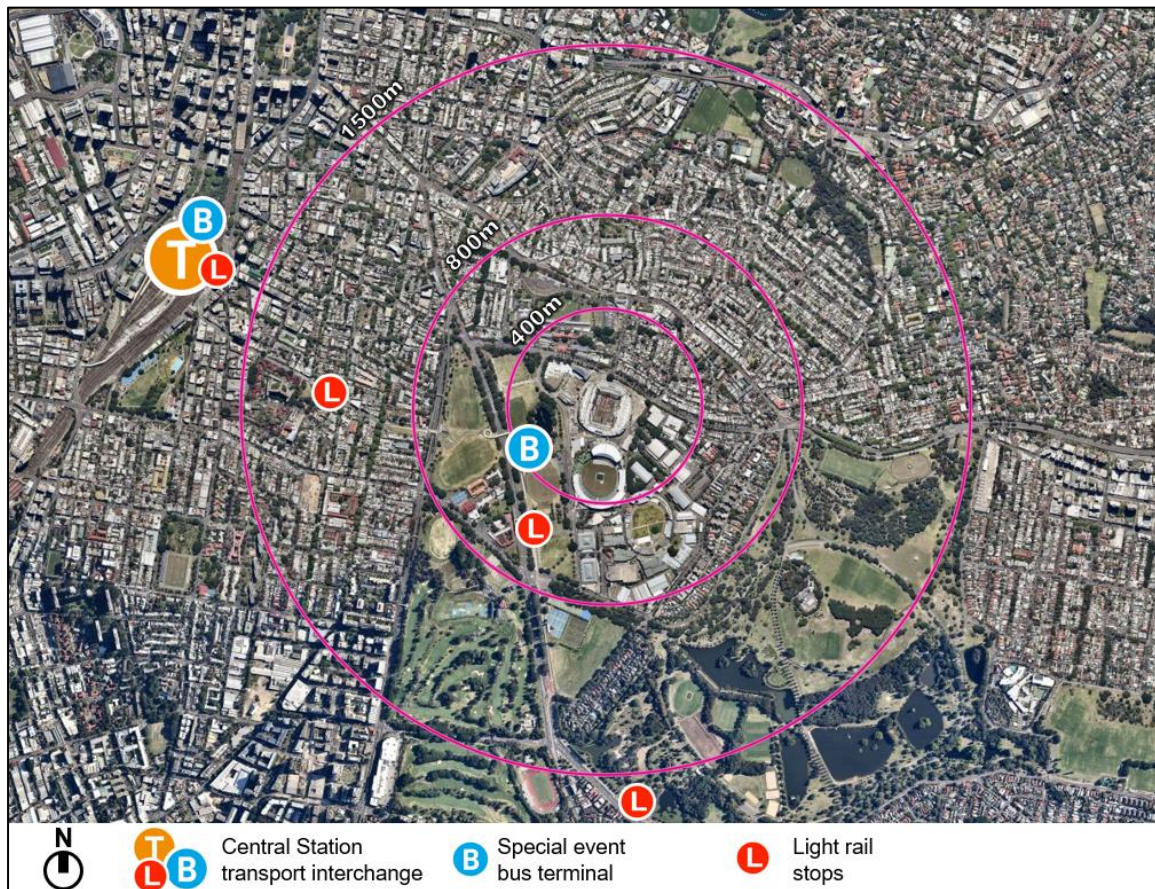 1500m
800m
400m
B
T
L
L
B
L
L
N
T
L
B
Central Station
transport interchange
B
Special event
bus terminal
L
Light rail
stops